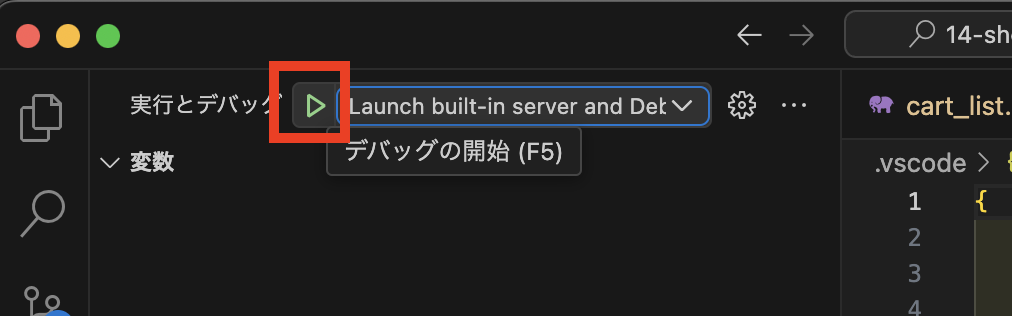 14-sh
実行とデバッグ
Launch built-in server and Deb
cart_list.
デバッグの開始 (F5)
変数
.vscode
1
{
2
3
4